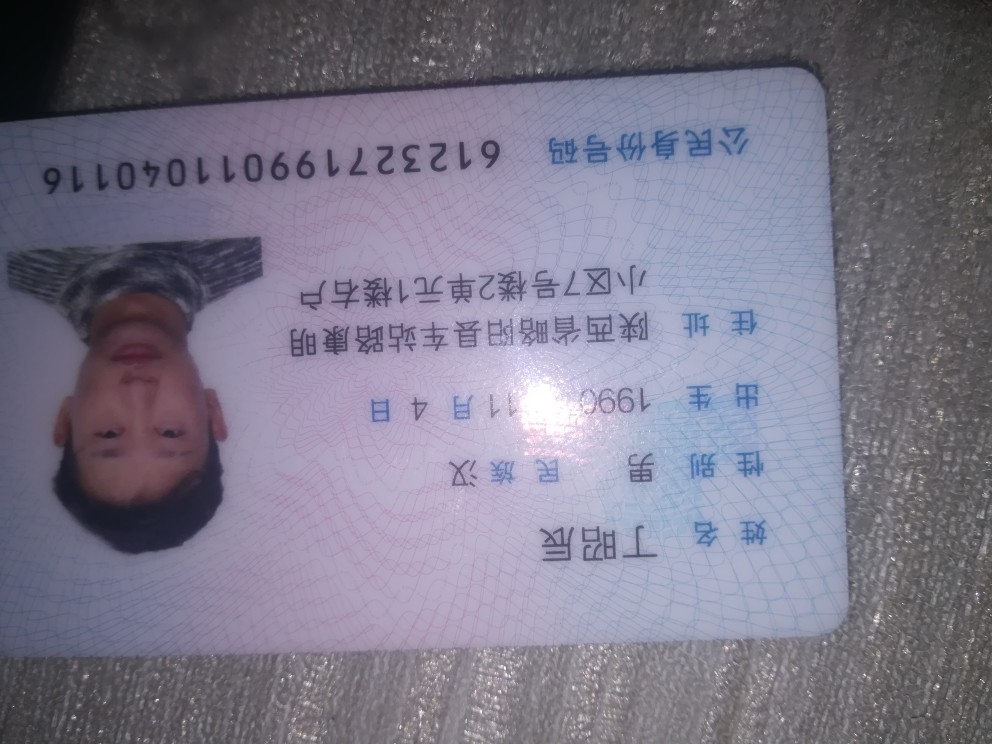 姓名 丁昭辰
性别 男 民族 汉
出生 1990 11 月 4 日
住址 陕西省略阳县车站路康明
小区7号楼2单元1楼右户
公民身份号码 612327199011040116